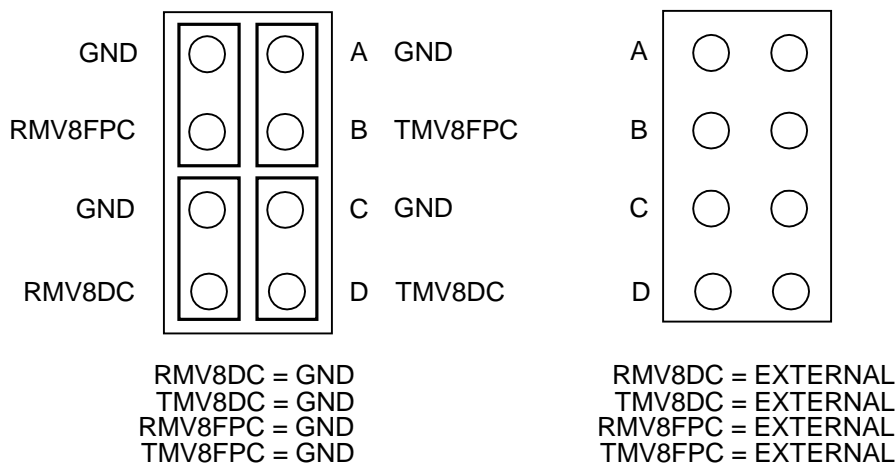 GND A GND A
RMV8FPC B TMV8FPC B
GND C GND C
RMV8DC D TMV8DC D
RMV8DC = GND
TMV8DC = GND
RMV8FPC = GND
TMV8FPC = GND
RMV8DC = EXTERNAL
TMV8DC = EXTERNAL
RMV8FPC = EXTERNAL
TMV8FPC = EXTERNAL